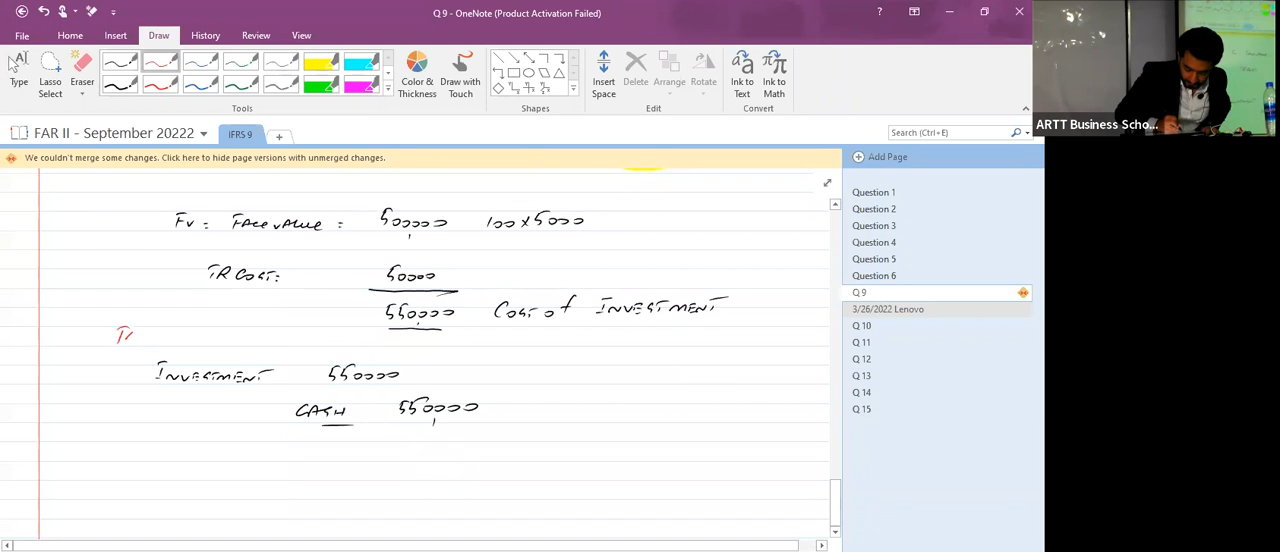 Q 9 - OneNote (Product Activation Failed)
File Home Insert Draw History Review View
Type
Lasso Select
Eraser
Color & Thickness
Draw with Touch
Insert Space
Delete
Arrange
Rotate
Ink to Text
Ink to Math
Tools
Shapes
Edit
Convert
ARTT Business Scho...
FAR II - September 20222
IFRS 9
Search (Ctrl+E)
We couldn't merge some changes. Click here to hide page versions with unmerged changes.
Add Page
Question 1
Question 2
Question 3
Question 4
Question 5
Question 6
Q 9
3/26/2022 Lenovo
Q 10
Q 11
Q 12
Q 13
Q 14
Q 15
FV = FACE VALUE = 500000 100 x 5000
TR COST: 50000
550000 COST of INVESTMENT
INVESTMENT 550000
CASH 550000